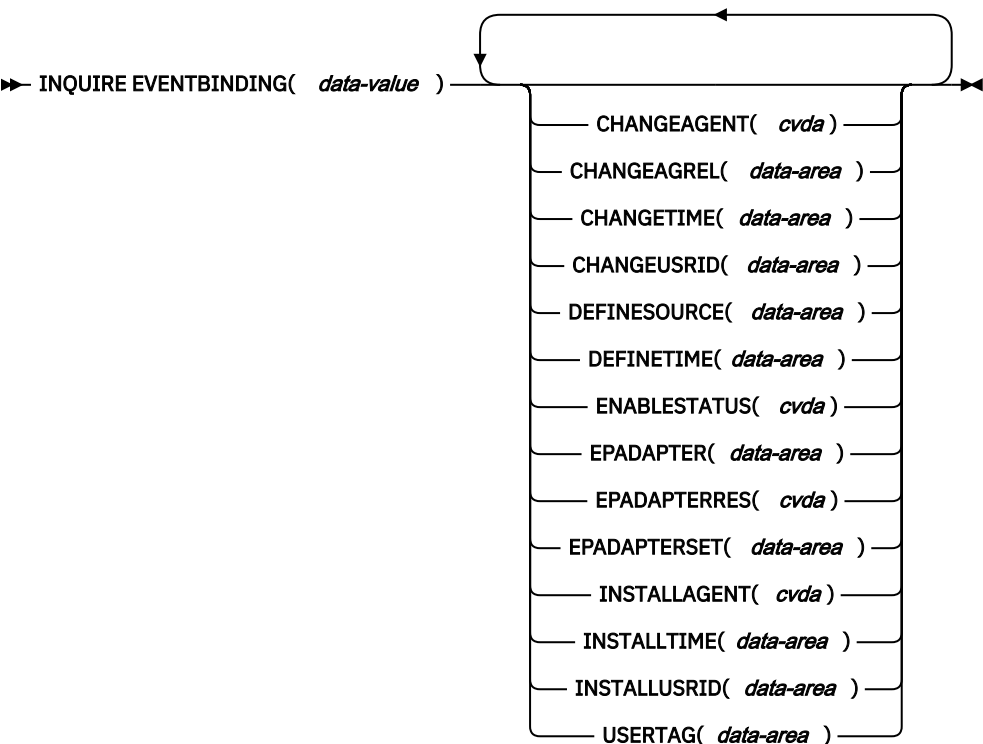 INQUIRE EVENTBINDING( data-value )
CHANGEAGENT( cvda )
CHANGEAGREL( data-area )
CHANGETIME( data-area )
CHANGEUSRID( data-area )
DEFINESOURCE( data-area )
DEFINETIME( data-area )
ENABLESTATUS( cvda )
EPADAPTER( data-area )
EPADAPTERRES( cvda )
EPADAPTERSET( data-area )
INSTALLAGENT( cvda )
INSTALLTIME( data-area )
INSTALLUSRID( data-area )
USERTAG( data-area )